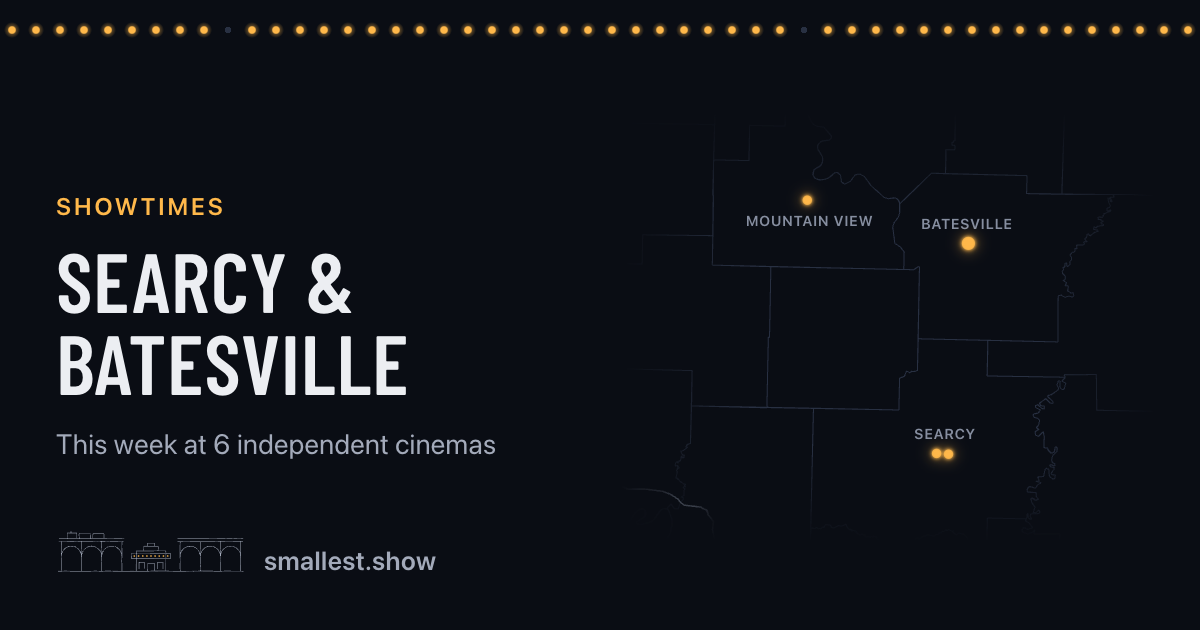 SHOWTIMES
SEARCY &
BATESVILLE
This week at 6 independent cinemas
smallest.show
MOUNTAIN VIEW
BATESVILLE
SEARCY